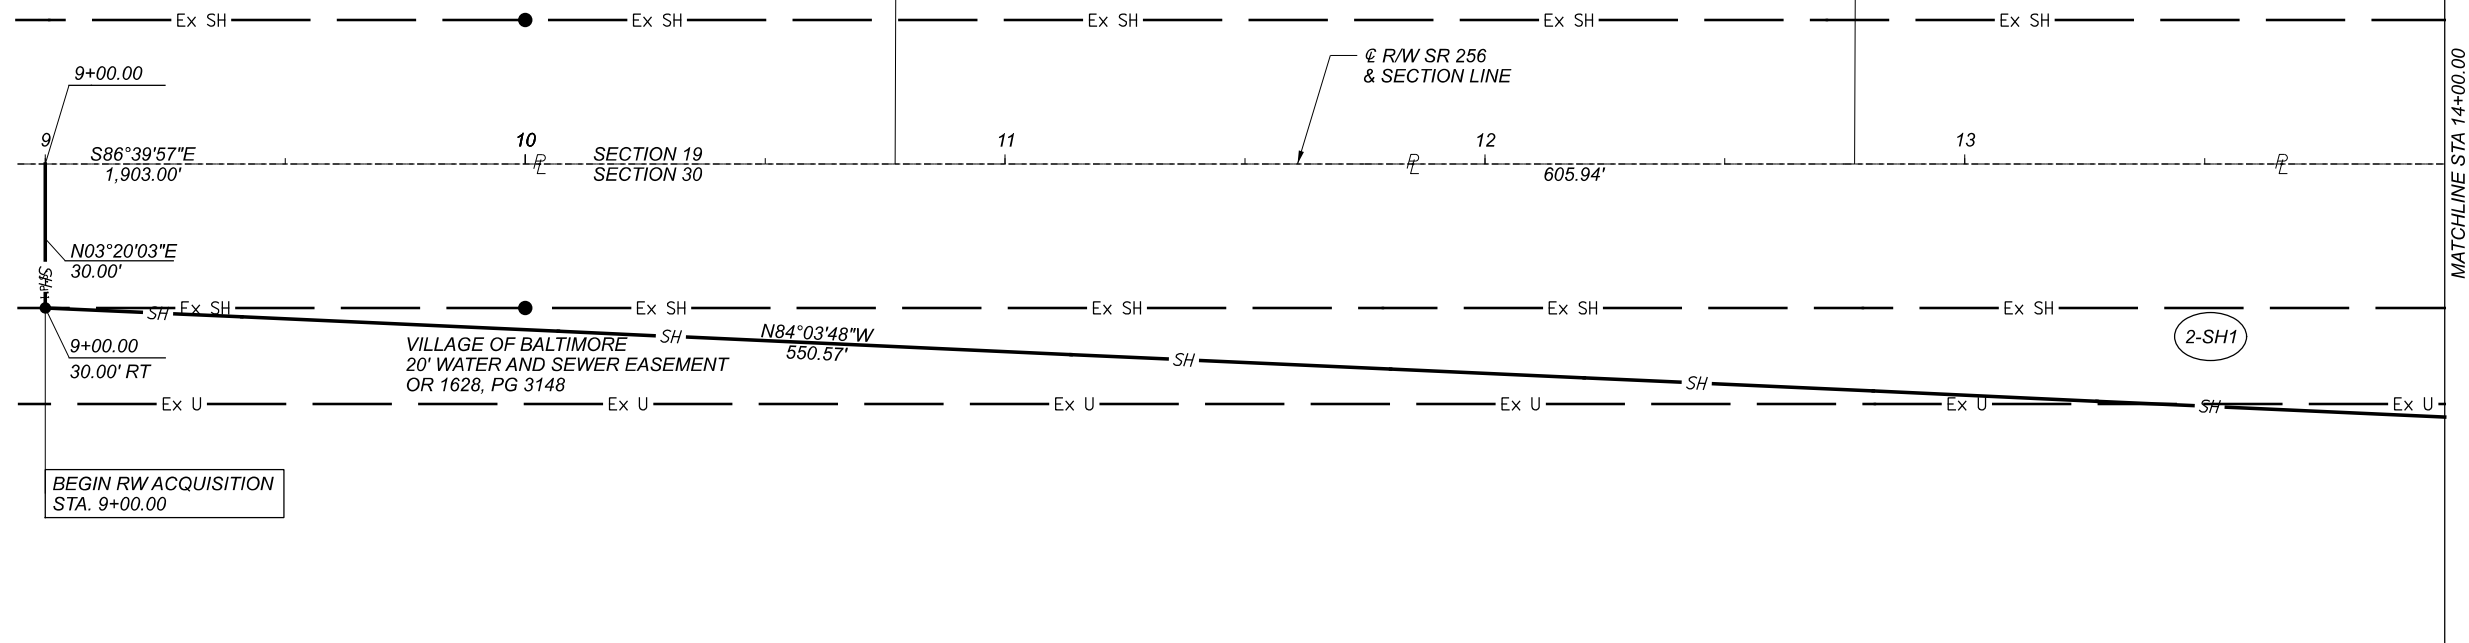 Ex SH
Ex SH
Ex SH
Ex SH
Ex SH
9+00.00
℄ R/W SR 256
& SECTION LINE
MATCHLINE STA 14+00.00
9
10
11
12
13
S86°39'57"E
1,903.00'
PL
SECTION 19
SECTION 30
PL
605.94'
PL
N03°20'03"E
30.00'
SH
Ex SH
Ex SH
Ex SH
Ex SH
Ex SH
SH
SH
SH
SH
SH
9+00.00
30.00' RT
VILLAGE OF BALTIMORE
20' WATER AND SEWER EASEMENT
OR 1628, PG 3148
N84°03'48"W
550.57'
2-SH1
Ex U
Ex U
Ex U
Ex U
Ex U
Ex U
BEGIN RW ACQUISITION
STA. 9+00.00